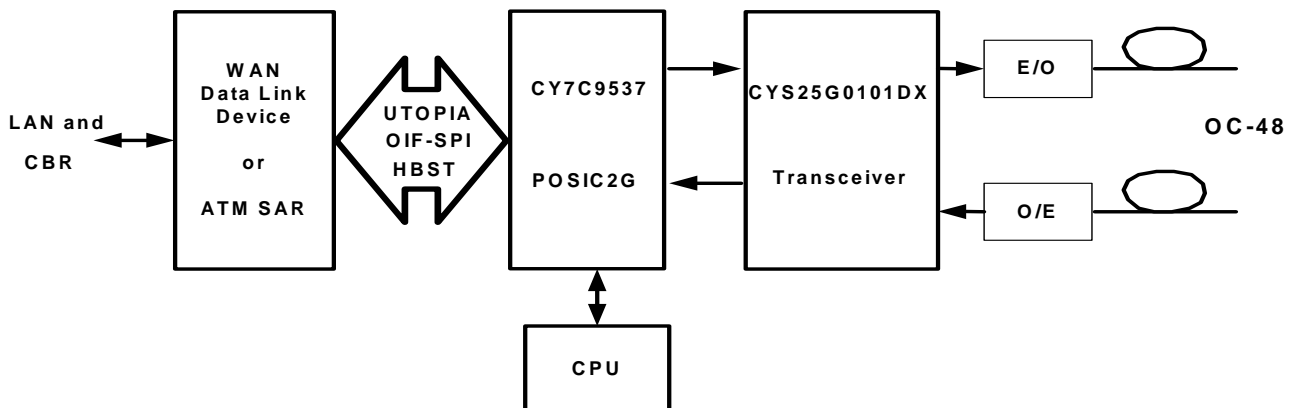 LAN and
CBR
WAN
Data Link
Device
or
ATM SAR
UTOPIA
OIF-SPI
HBST
CY7C9537
POSIC2G
CPU
CYS25G0101DX
Transceiver
E/O
O/E
OC-48